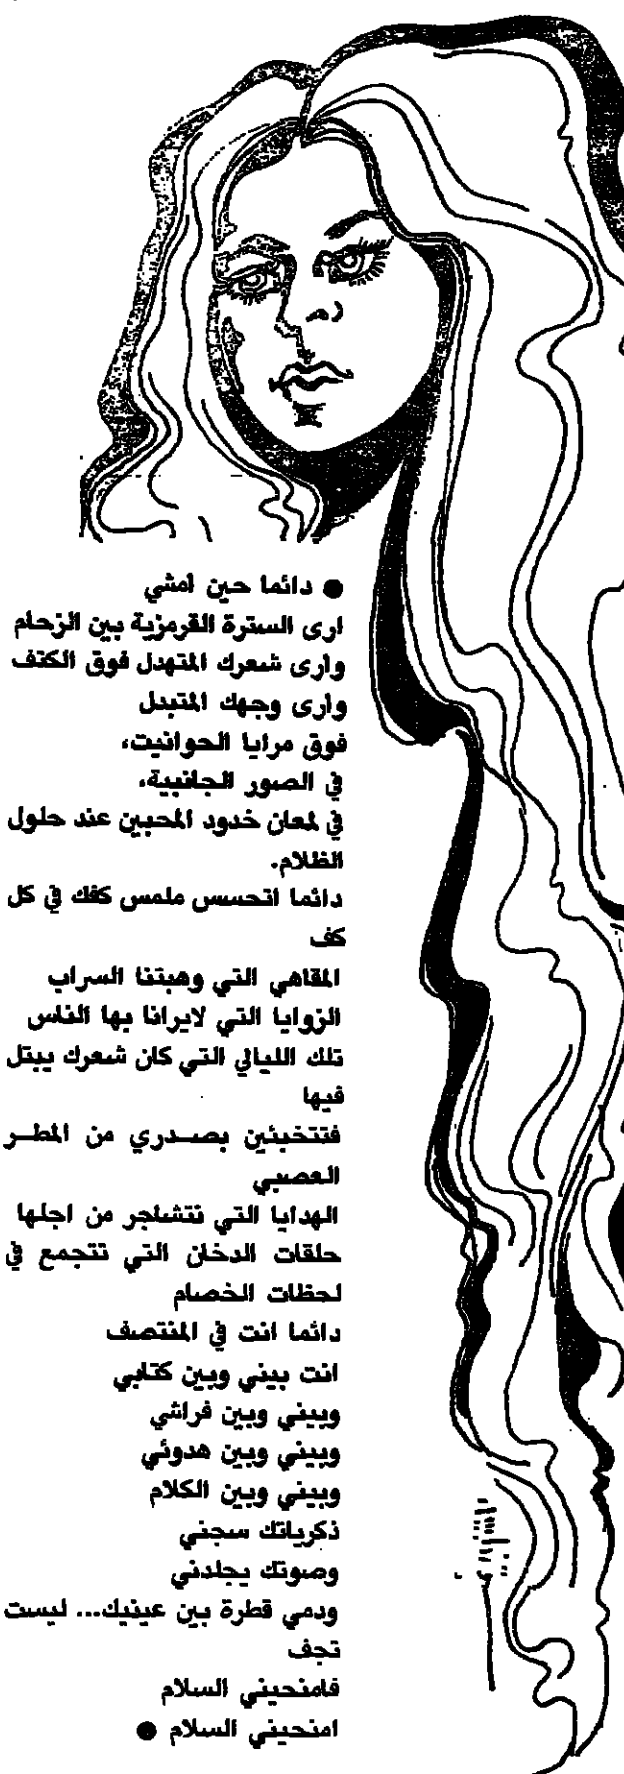 ● دائما حين امشي
ارى السترة القرمزية بين الزحام
وارى شعرك المتهدل فوق الكتف
وارى وجهك المتبدل
فوق مرايا الحوانيت،
في الصور الجانبية،
في لمعان خدود المحبين عند حلول
الظلام.
دائما اتحسس ملمس كفك في كل
كف
المقاهي التي وهبتنا السراب
الزوايا التي لايرانا بها الناس
تلك الليالي التي كان شعرك يبتل
فيها
فتتخبئين بصدري من المطر
العصبي
الهدايا التي نتشاجر من اجلها
حلقات الدخان التي تتجمع في
لحظات الخصام
دائما انت في المنتصف
انت بيني وبين كتابي
وبيني وبين فراشي
وبيني وبين هدوئي
وبيني وبين الكلام
ذكرياتك سجني
وصوتك يجلدني
ودمي قطرة بين عينيك... ليست
تجف
فامنحيني السلام
امنحيني السلام ●